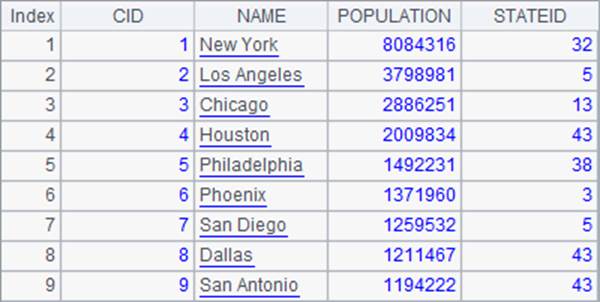 Index CID NAME POPULATION STATEID
1 1 New York 8084316 32
2 2 Los Angeles 3798981 5
3 3 Chicago 2886251 13
4 4 Houston 2009834 43
5 5 Philadelphia 1492231 38
6 6 Phoenix 1371960 3
7 7 San Diego 1259532 5
8 8 Dallas 1211467 43
9 9 San Antonio 1194222 43